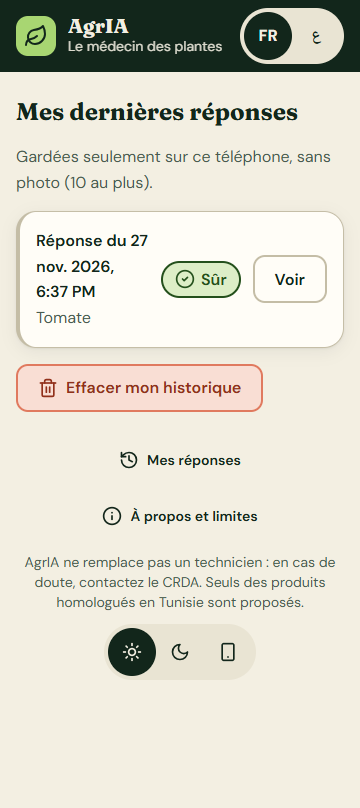 AgrIA
Le médecin des plantes
FR
ع
Mes dernières réponses
Gardées seulement sur ce téléphone, sans
photo (10 au plus).
Réponse du 27
nov. 2026,
6:37 PM
Tomate
Sûr
Voir
Effacer mon historique
Mes réponses
À propos et limites
AgrIA ne remplace pas un technicien : en cas de
doute, contactez le CRDA. Seuls des produits
homologués en Tunisie sont proposés.